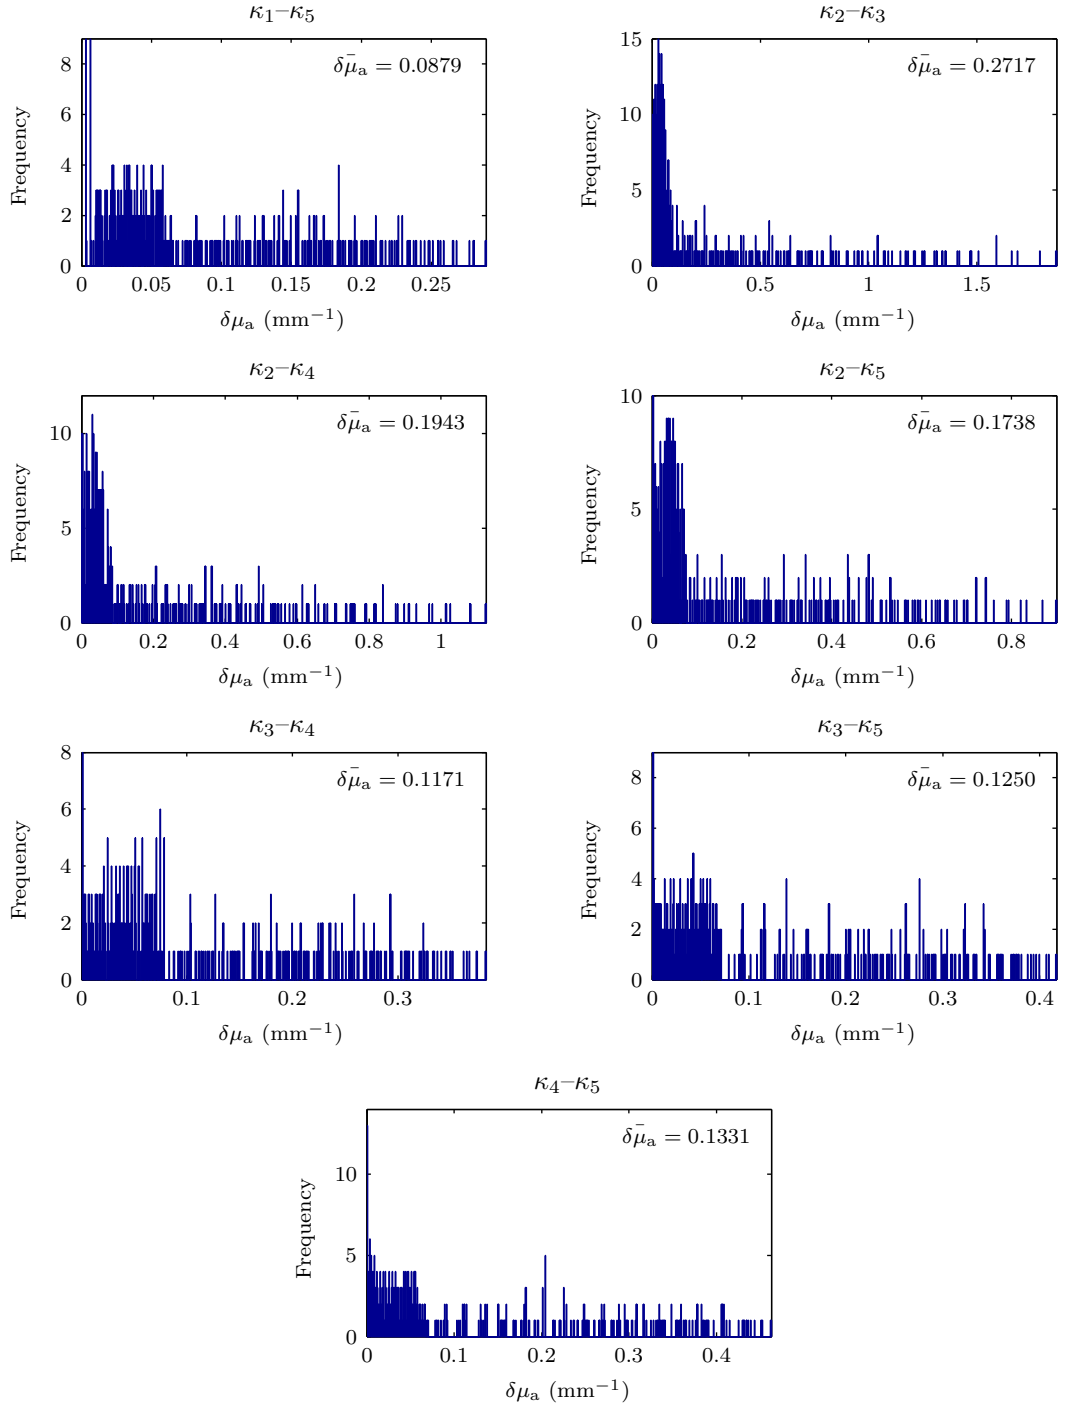 κ₁–κ₅
δμ̄ₐ = 0.0879
Frequency
8
6
4
2
0
0 0.05 0.1 0.15 0.2 0.25
δμₐ (mm⁻¹)
κ₂–κ₃
δμ̄ₐ = 0.2717
Frequency
15
10
5
0
0 0.5 1 1.5
δμₐ (mm⁻¹)
κ₂–κ₄
δμ̄ₐ = 0.1943
Frequency
10
5
0
0 0.2 0.4 0.6 0.8 1
δμₐ (mm⁻¹)
κ₂–κ₅
δμ̄ₐ = 0.1738
Frequency
10
5
0
0 0.2 0.4 0.6 0.8
δμₐ (mm⁻¹)
κ₃–κ₄
δμ̄ₐ = 0.1171
Frequency
8
6
4
2
0
0 0.1 0.2 0.3
δμₐ (mm⁻¹)
κ₃–κ₅
δμ̄ₐ = 0.1250
Frequency
8
6
4
2
0
0 0.1 0.2 0.3 0.4
δμₐ (mm⁻¹)
κ₄–κ₅
δμ̄ₐ = 0.1331
Frequency
10
5
0
0 0.1 0.2 0.3 0.4
δμₐ (mm⁻¹)